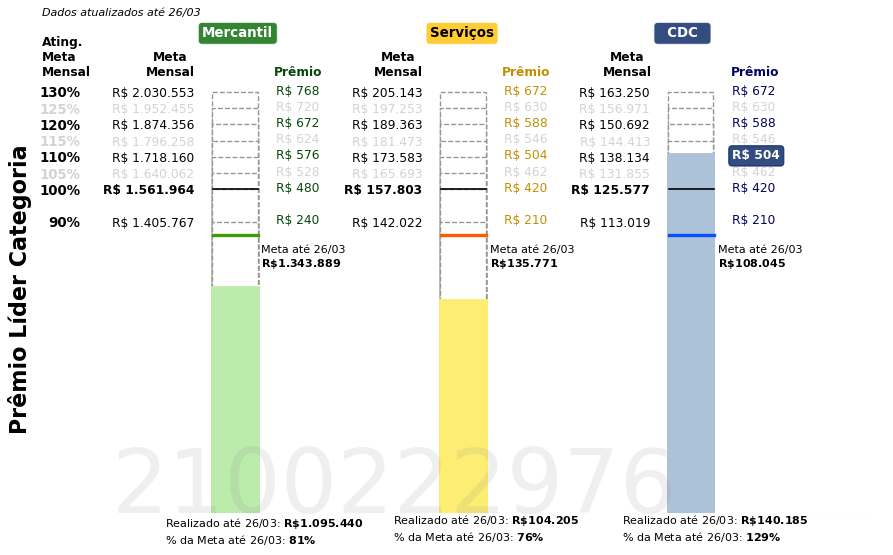 Dados atualizados até 26/03
Mercantil Serviços CDC
Ating.
Meta Meta Meta Meta
Mensal Mensal Prêmio Mensal Prêmio Mensal Prêmio
130% R$ 2.030.553 R$ 768 R$ 205.143 R$ 672 R$ 163.250 R$ 672
125% R$ 1.952.455 R$ 720 R$ 197.253 R$ 630 R$ 156.971 R$ 630
120% R$ 1.874.356 R$ 672 R$ 189.363 R$ 588 R$ 150.692 R$ 588
115% R$ 1.796.258 R$ 624 R$ 181.473 R$ 546 R$ 144.413 R$ 546
110% R$ 1.718.160 R$ 576 R$ 173.583 R$ 504 R$ 138.134 R$ 504
105% R$ 1.640.062 R$ 528 R$ 165.693 R$ 462 R$ 131.855 R$ 462
100% R$ 1.561.964 R$ 480 R$ 157.803 R$ 420 R$ 125.577 R$ 420
90% R$ 1.405.767 R$ 240 R$ 142.022 R$ 210 R$ 113.019 R$ 210
Meta até 26/03 Meta até 26/03 Meta até 26/03
R$1.343.889 R$135.771 R$108.045
Prêmio Líder Categoria
2100222976
Realizado até 26/03: R$1.095.440 Realizado até 26/03: R$104.205 Realizado até 26/03: R$140.185
% da Meta até 26/03: 81% % da Meta até 26/03: 76% % da Meta até 26/03: 129%